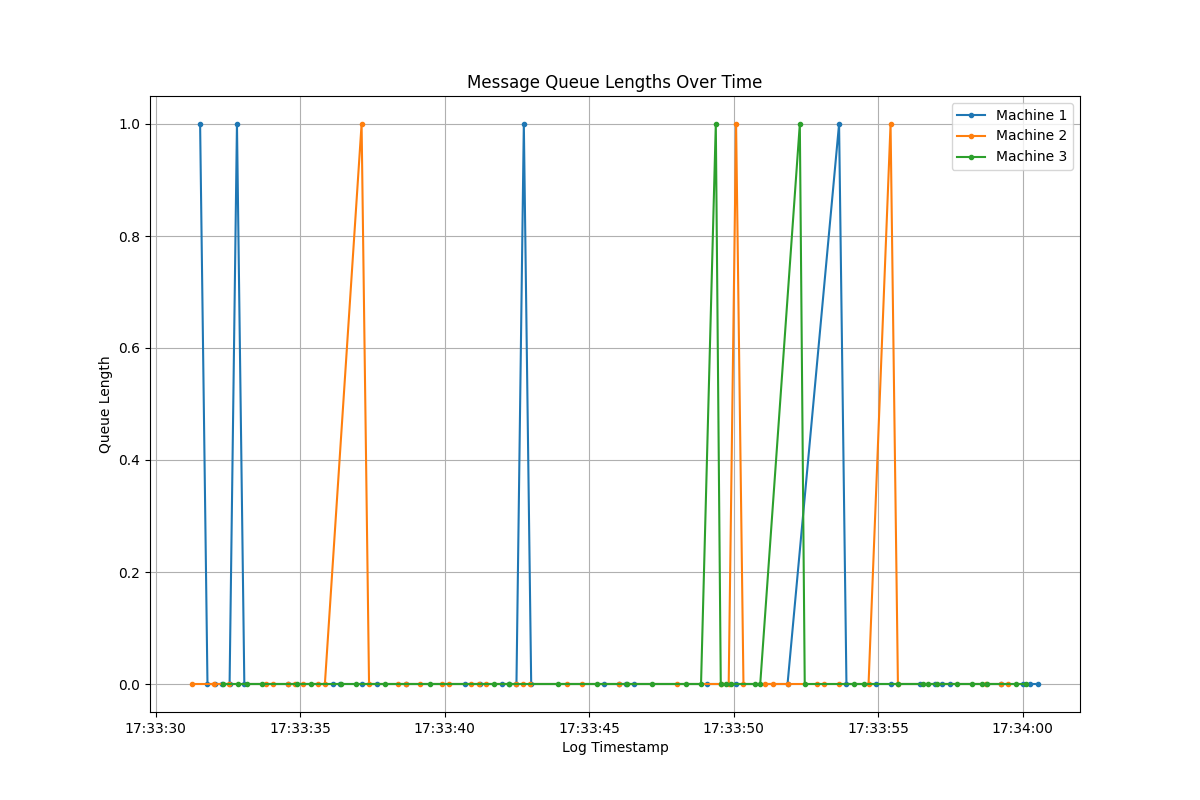 Message Queue Lengths Over Time
Machine 1
Machine 2
Machine 3
1.0
0.8
0.6
0.4
0.2
0.0
Queue Length
17:33:30 17:33:35 17:33:40 17:33:45 17:33:50 17:33:55 17:34:00
Log Timestamp